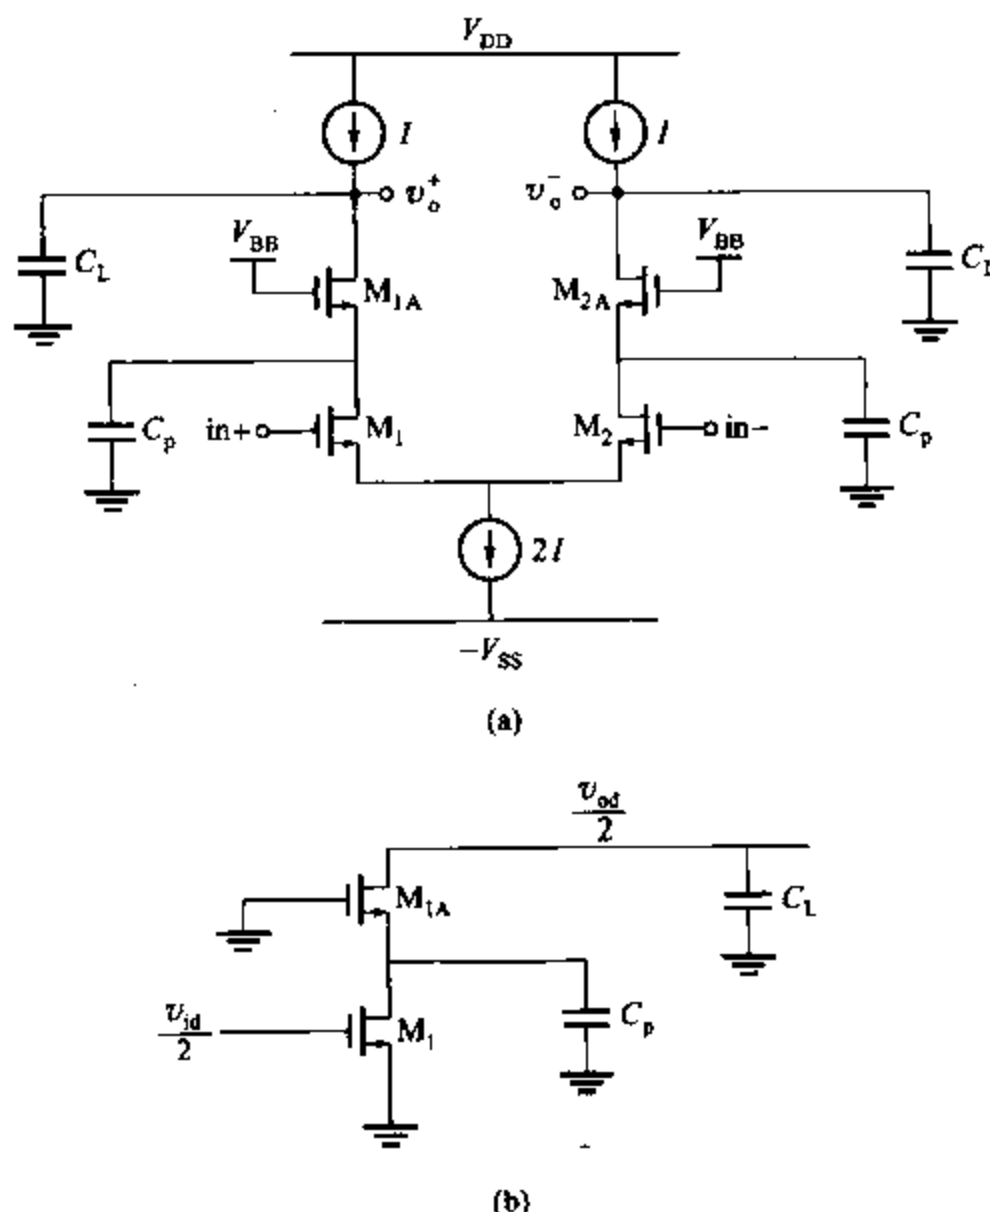 V_DD
I I
v_o^+ v_o^-
V_BB V_BB
C_L M_1A M_2A C_L
C_p in+ M_1 M_2 in− C_p
2I
−V_SS
(a)
v_od/2
M_1A C_L
v_id/2 M_1 C_p
(b)